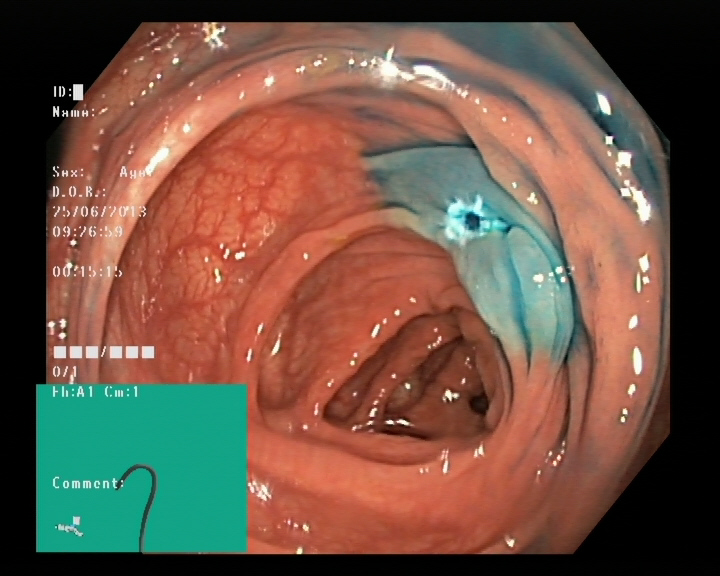 ID:
Name:
Sex: Age:
D.O.B.:
25/06/2013
09:26:59
00:15:15
0/1
Eh:A1 Cm:1
Comment: